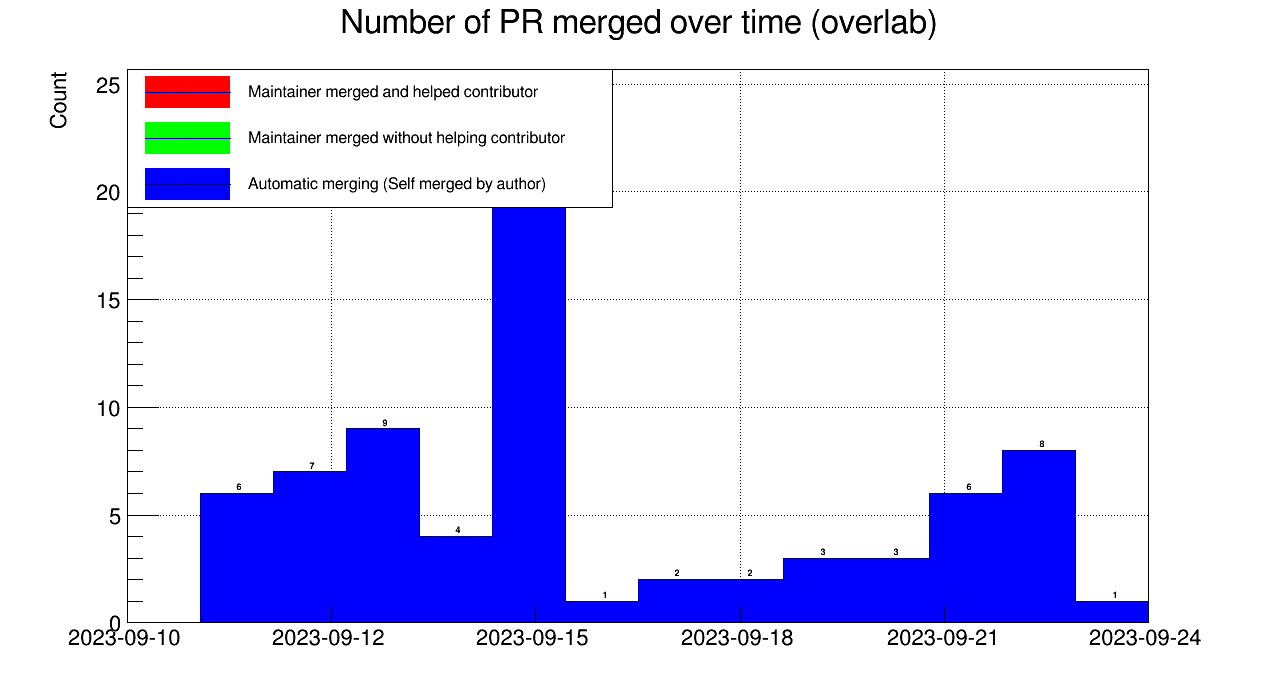 Number of PR merged over time (overlab)
Count
25
20
15
10
5
0
Maintainer merged and helped contributor
Maintainer merged without helping contributor
Automatic merging (Self merged by author)
6 7 9 4 1 2 2 3 3 6 8 1
2023-09-10 2023-09-12 2023-09-15 2023-09-18 2023-09-21 2023-09-24